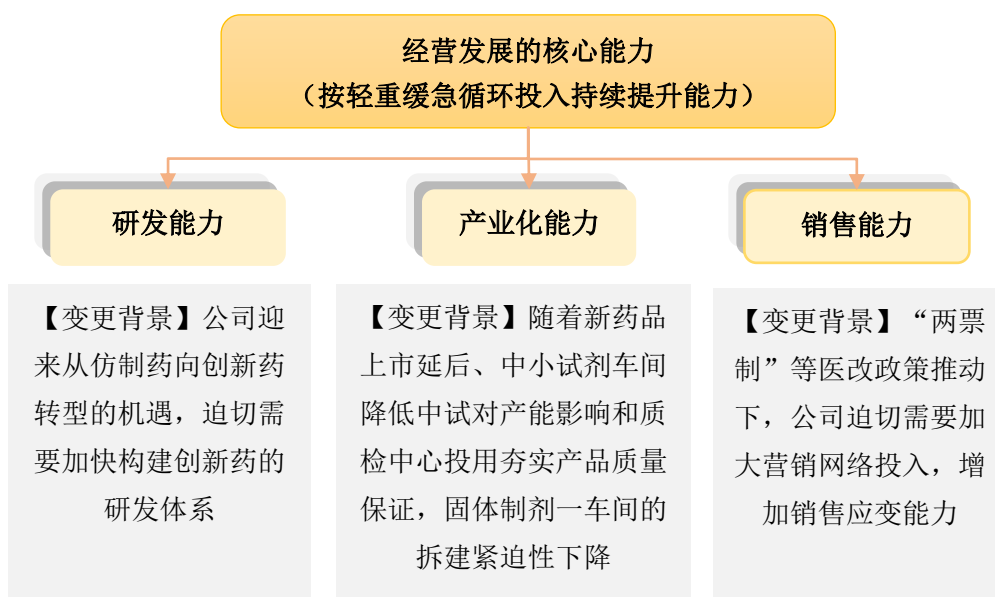 经营发展的核心能力
（按轻重缓急循环投入持续提升能力）
研发能力
产业化能力
销售能力
【变更背景】公司迎
来从仿制药向创新药
转型的机遇，迫切需
要加快构建创新药的
研发体系
【变更背景】随着新药品
上市延后、中小试剂车间
降低中试对产能影响和质
检中心投用夯实产品质量
保证，固体制剂一车间的
拆建紧迫性下降
【变更背景】“两票
制”等医改政策推动
下，公司迫切需要加
大营销网络投入，增
加销售应变能力